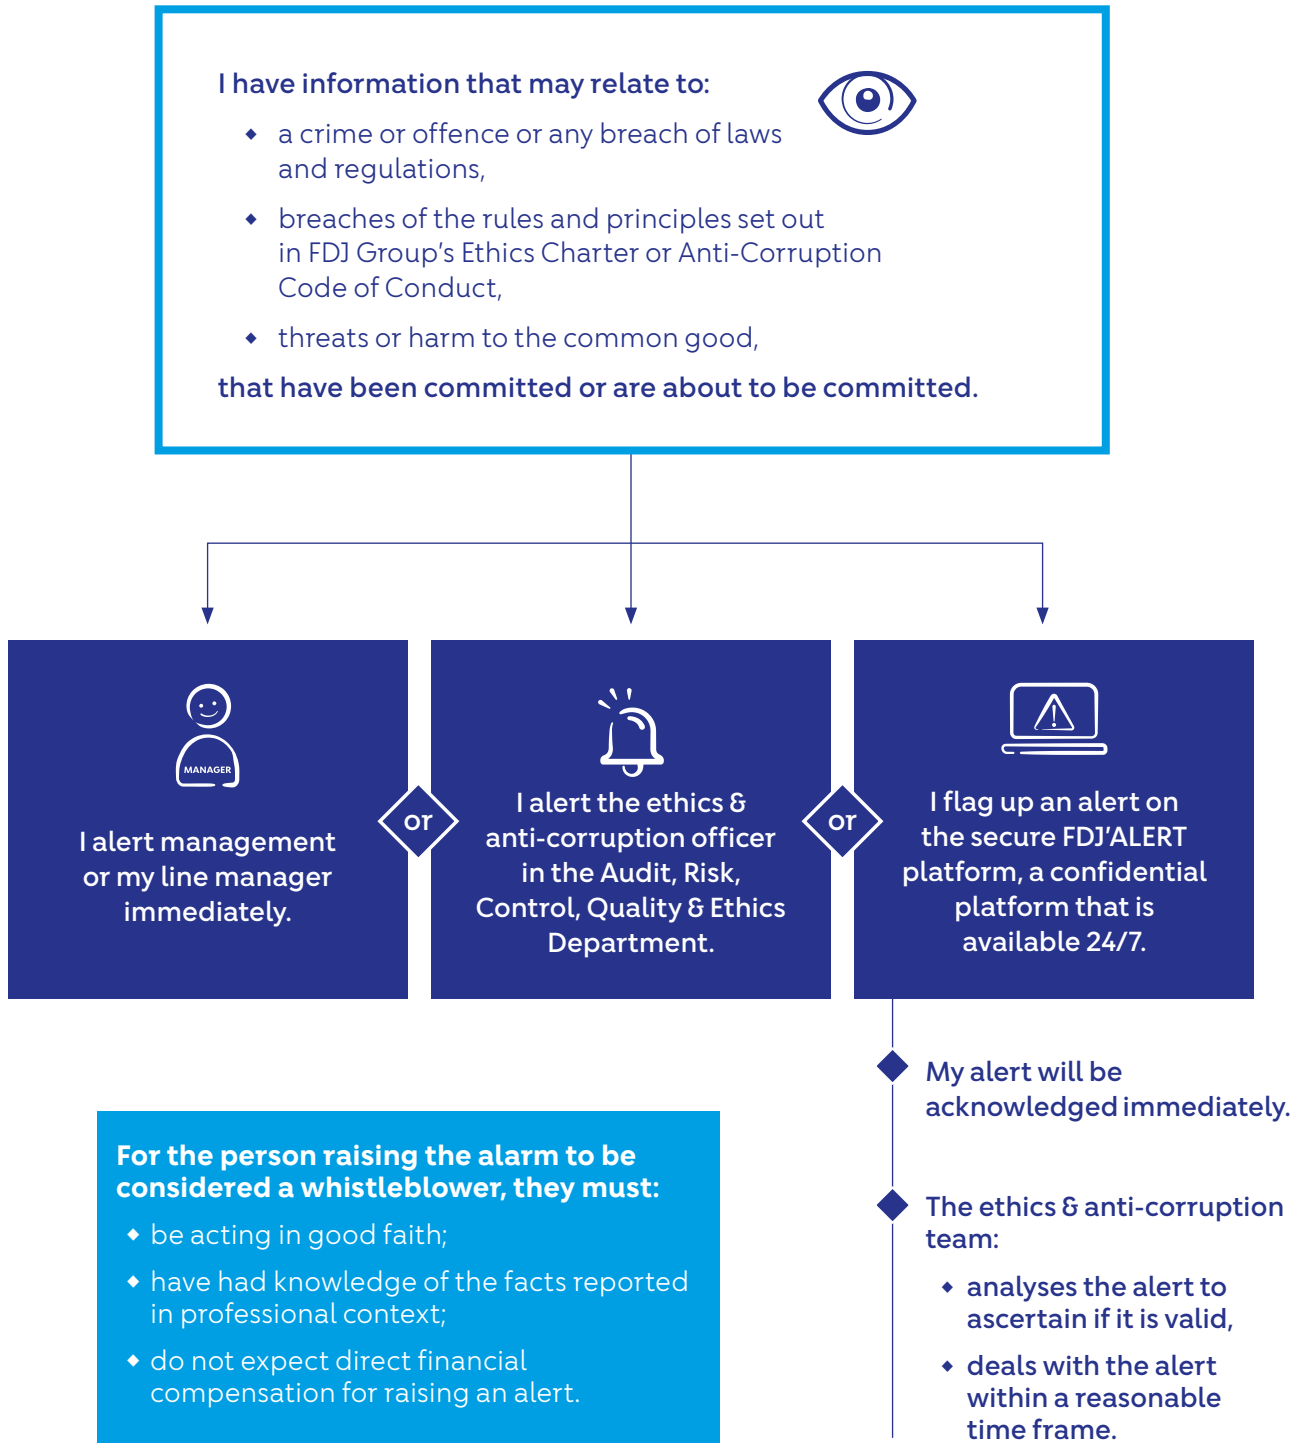 I have information that may relate to:
a crime or offence or any breach of laws
and regulations,
breaches of the rules and principles set out
in FDJ Group's Ethics Charter or Anti-Corruption
Code of Conduct,
threats or harm to the common good,
that have been committed or are about to be committed.
MANAGER
I alert management
or my line manager
immediately.
or
I alert the ethics &
anti-corruption officer
in the Audit, Risk,
Control, Quality & Ethics
Department.
or
I flag up an alert on
the secure FDJ'ALERT
platform, a confidential
platform that is
available 24/7.
My alert will be
acknowledged immediately.
The ethics & anti-corruption
team:
analyses the alert to
ascertain if it is valid,
deals with the alert
within a reasonable
time frame.
For the person raising the alarm to be
considered a whistleblower, they must:
be acting in good faith;
have had knowledge of the facts reported
in professional context;
do not expect direct financial
compensation for raising an alert.